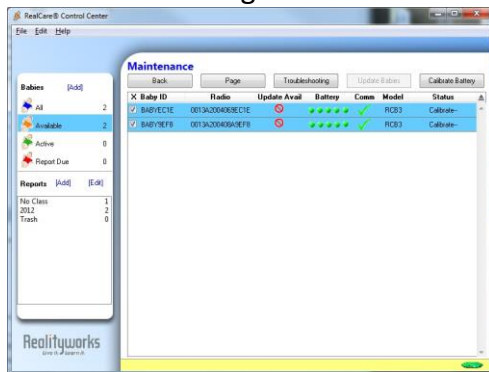 RealCare® Control Center
File Edit Help
Maintenance
Back Page Troubleshooting Update Babies Calibrate Battery
Babies [Add]
All 2
Available 2
Active 0
Report Due 0
Reports [Add] [Edit]
No Class 1
2012 2
Trash 0
X Baby ID Radio Update Avail Battery Comm Model Status
BABYEC1E 0013A2004068EC1E RCB3 Calibrate--
BABY9EF8 0013A200408A9EF8 RCB3 Calibrate--
Realityworks